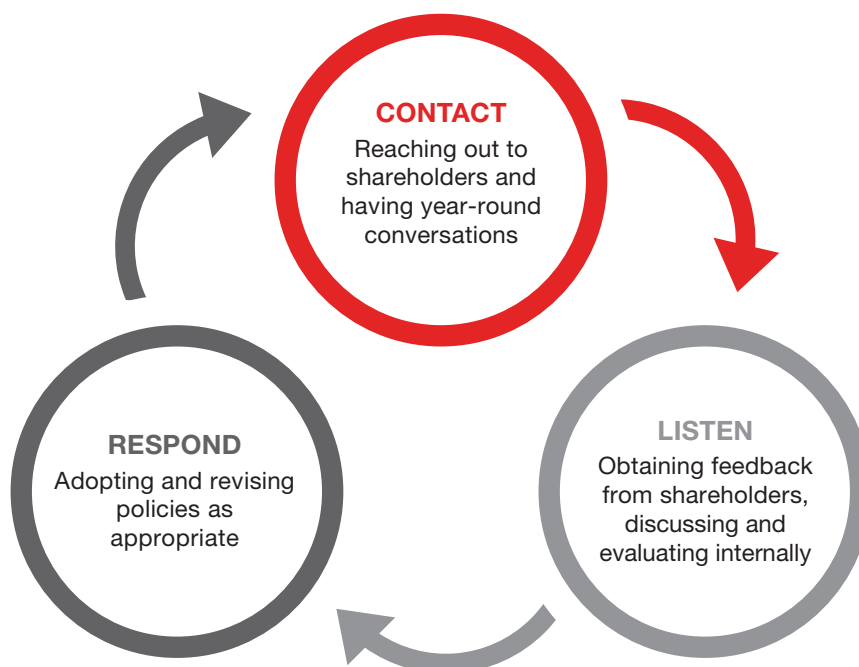 CONTACT
Reaching out to
shareholders and
having year-round
conversations
RESPOND
Adopting and revising
policies as
appropriate
LISTEN
Obtaining feedback
from shareholders,
discussing and
evaluating internally